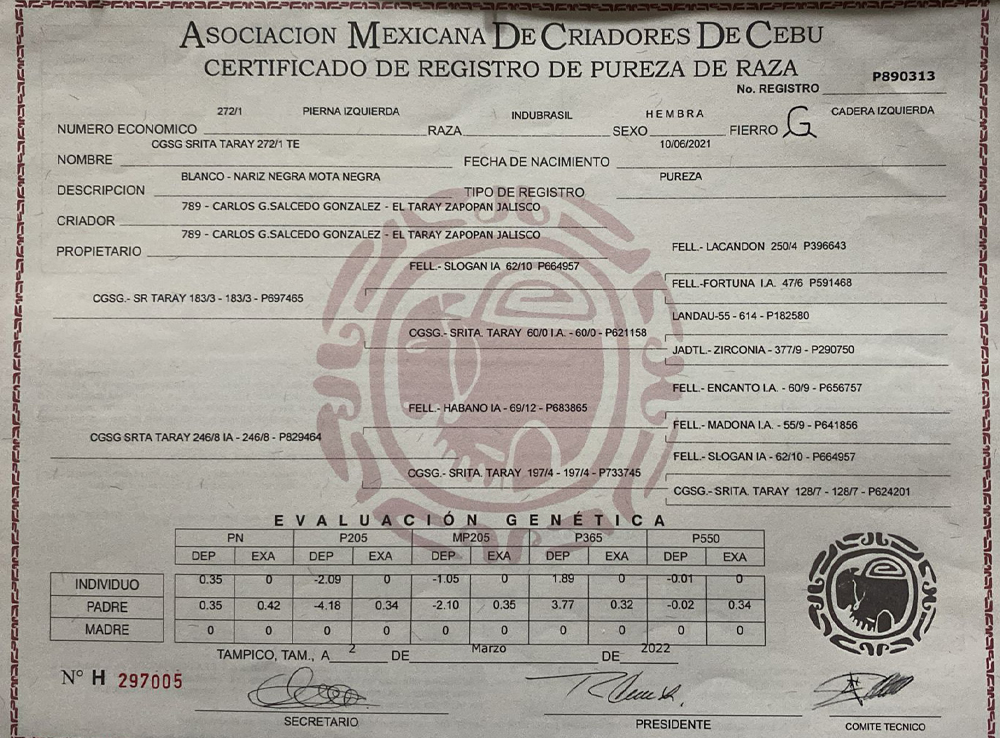 ASOCIACION MEXICANA DE CRIADORES DE CEBU
CERTIFICADO DE REGISTRO DE PUREZA DE RAZA
P890313
No. REGISTRO
272/1 PIERNA IZQUIERDA INDUBRASIL HEMBRA CADERA IZQUIERDA
NUMERO ECONOMICO RAZA SEXO FIERRO G
CGSG SRITA TARAY 272/1 TE 10/06/2021
NOMBRE FECHA DE NACIMIENTO
BLANCO - NARIZ NEGRA MOTA NEGRA PUREZA
DESCRIPCION TIPO DE REGISTRO
789 - CARLOS G.SALCEDO GONZALEZ - EL TARAY ZAPOPAN JALISCO
CRIADOR
789 - CARLOS G.SALCEDO GONZALEZ - EL TARAY ZAPOPAN JALISCO
PROPIETARIO
FELL.- LACANDON 250/4 P396643
FELL.- SLOGAN IA 62/10 P664957
FELL.-FORTUNA I.A. 47/6 P591468
CGSG.- SR TARAY 183/3 - 183/3 - P697465
LANDAU-55 - 614 - P182580
CGSG.- SRITA. TARAY 60/0 I.A. - 60/0 - P621158
JADTL.- ZIRCONIA - 377/9 - P290750
FELL.- ENCANTO I.A. - 60/9 - P656757
FELL.- HABANO IA - 69/12 - P683865
FELL.- MADONA I.A. - 55/9 - P641856
CGSG SRTA TARAY 246/8 IA - 246/8 - P829464
FELL.- SLOGAN IA - 62/10 - P664957
CGSG.- SRITA. TARAY 197/4 - 197/4 - P733745
CGSG.- SRITA. TARAY 128/7 - 128/7 - P624201
EVALUACIÓN GENÉTICA
PN P205 MP205 P365 P550
DEP EXA DEP EXA DEP EXA DEP EXA DEP EXA
INDIVIDUO 0.35 0 -2.09 0 -1.05 0 1.89 0 -0.01 0
PADRE 0.35 0.42 -4.18 0.34 -2.10 0.35 3.77 0.32 -0.02 0.34
MADRE 0 0 0 0 0 0 0 0 0 0
TAMPICO, TAM., A 2 DE Marzo DE 2022
N° H 297005
SECRETARIO PRESIDENTE COMITE TECNICO